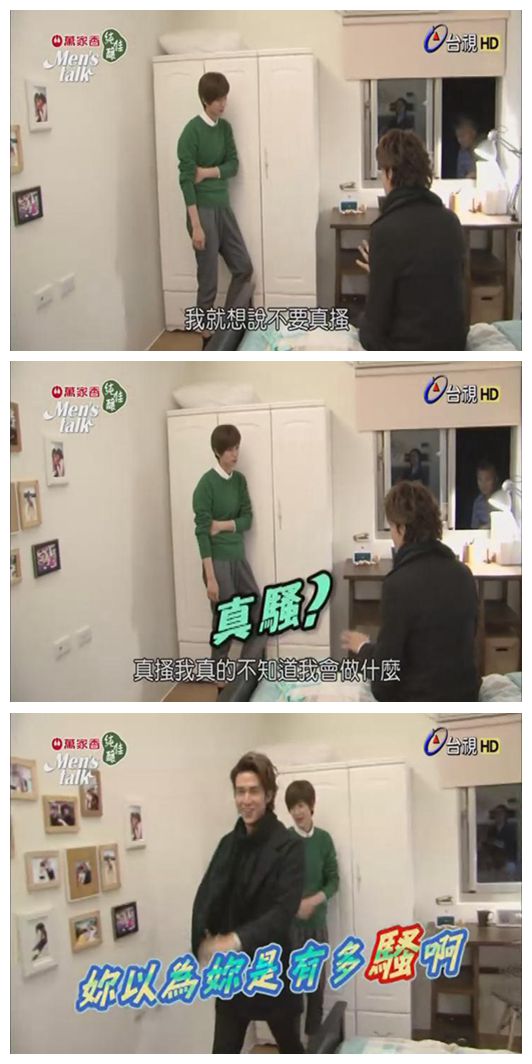 萬家香
純佳釀
Men's
talk
台視HD
我就想說不要真搔
萬家香
純佳釀
Men's
talk
台視HD
真騷?
真搔我真的不知道我會做什麼
萬家香
純佳釀
Men's
talk
台視HD
妳以為妳是有多騷啊